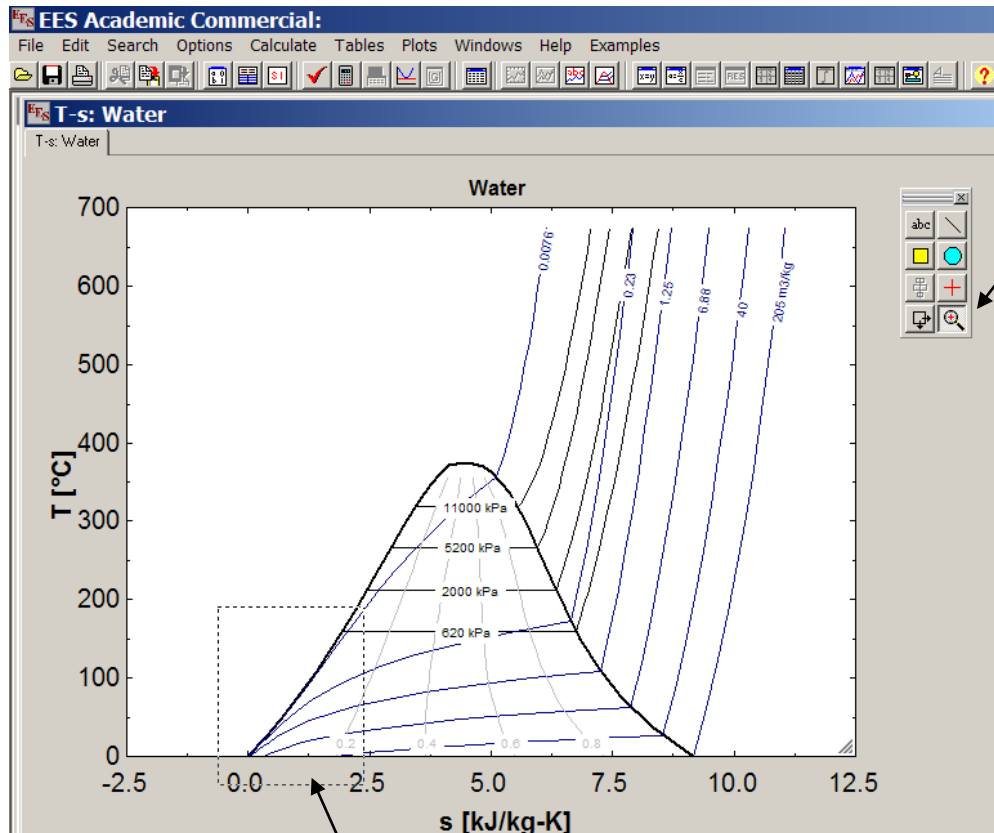 EES EES Academic Commercial:
File Edit Search Options Calculate Tables Plots Windows Help Examples
EES T-s: Water
T-s: Water
Water
abc
700
600
500
400
300
200
100
0
T [°C]
0.0076
0.23
1.25
6.88
40
205 m3/kg
11000 kPa
5200 kPa
2000 kPa
620 kPa
0.2 0.4 0.6 0.8
-2.5 0.0 2.5 5.0 7.5 10.0 12.5
s [kJ/kg-K]